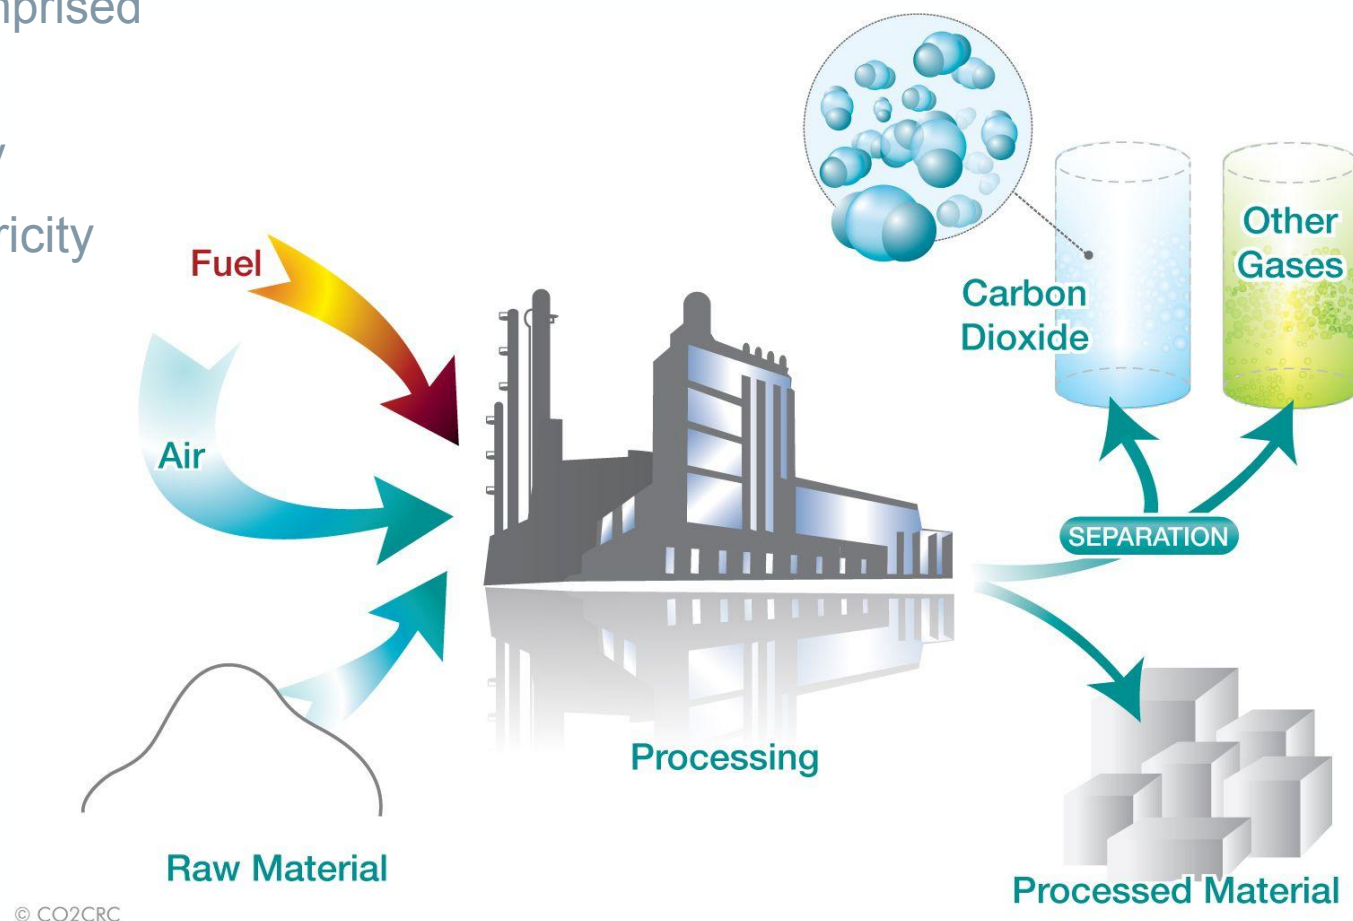 Fuel
Air
Raw Material
Processing
Carbon
Dioxide
Other
Gases
SEPARATION
Processed Material
© CO2CRC